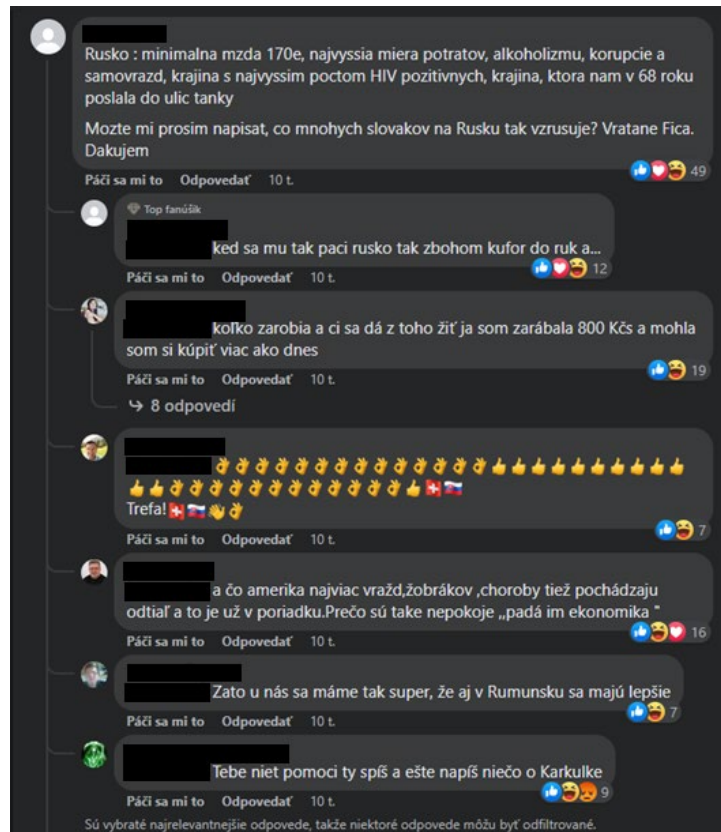 Rusko : minimalna mzda 170e, najvyssia miera potratov, alkoholizmu, korupcie a
samovrazd, krajina s najvyssim poctom HIV pozitivnych, krajina, ktora nam v 68 roku
poslala do ulic tanky
Mozte mi prosim napisat, co mnohych slovakov na Rusku tak vzrusuje? Vratane Fica.
Dakujem
49
Páči sa mi to Odpovedať 10 t.
Top fanúšik
ked sa mu tak paci rusko tak zbohom kufor do ruk a...
12
Páči sa mi to Odpovedať 10 t.
koľko zarobia a ci sa dá z toho žiť ja som zarábala 800 Kčs a mohla
som si kúpiť viac ako dnes
19
Páči sa mi to Odpovedať 10 t.
8 odpovedí
👌👌👌👌👌👌👌👌👌👌👌👌👌👌👍👍👍👍👍👍👍👍👍👍
👍👍👌👌👌👌👌👌👌👌👌👌👌👌👍🇨🇭🇸🇰
Trefa!🇨🇭🇸🇰👋👌
7
Páči sa mi to Odpovedať 10 t.
a čo amerika najviac vražd,žobrákov ,choroby tiež pochádzaju
odtiaľ a to je už v poriadku.Prečo sú take nepokoje ,,padá im ekonomika "
16
Páči sa mi to Odpovedať 10 t.
Zato u nás sa máme tak super, že aj v Rumunsku sa majú lepšie
7
Páči sa mi to Odpovedať 10 t.
Tebe niet pomoci ty spíš a ešte napíš niečo o Karkulke
9
Páči sa mi to Odpovedať 10 t.
Sú vybraté najrelevantnejšie odpovede, takže niektoré odpovede môžu byť odfiltrované.